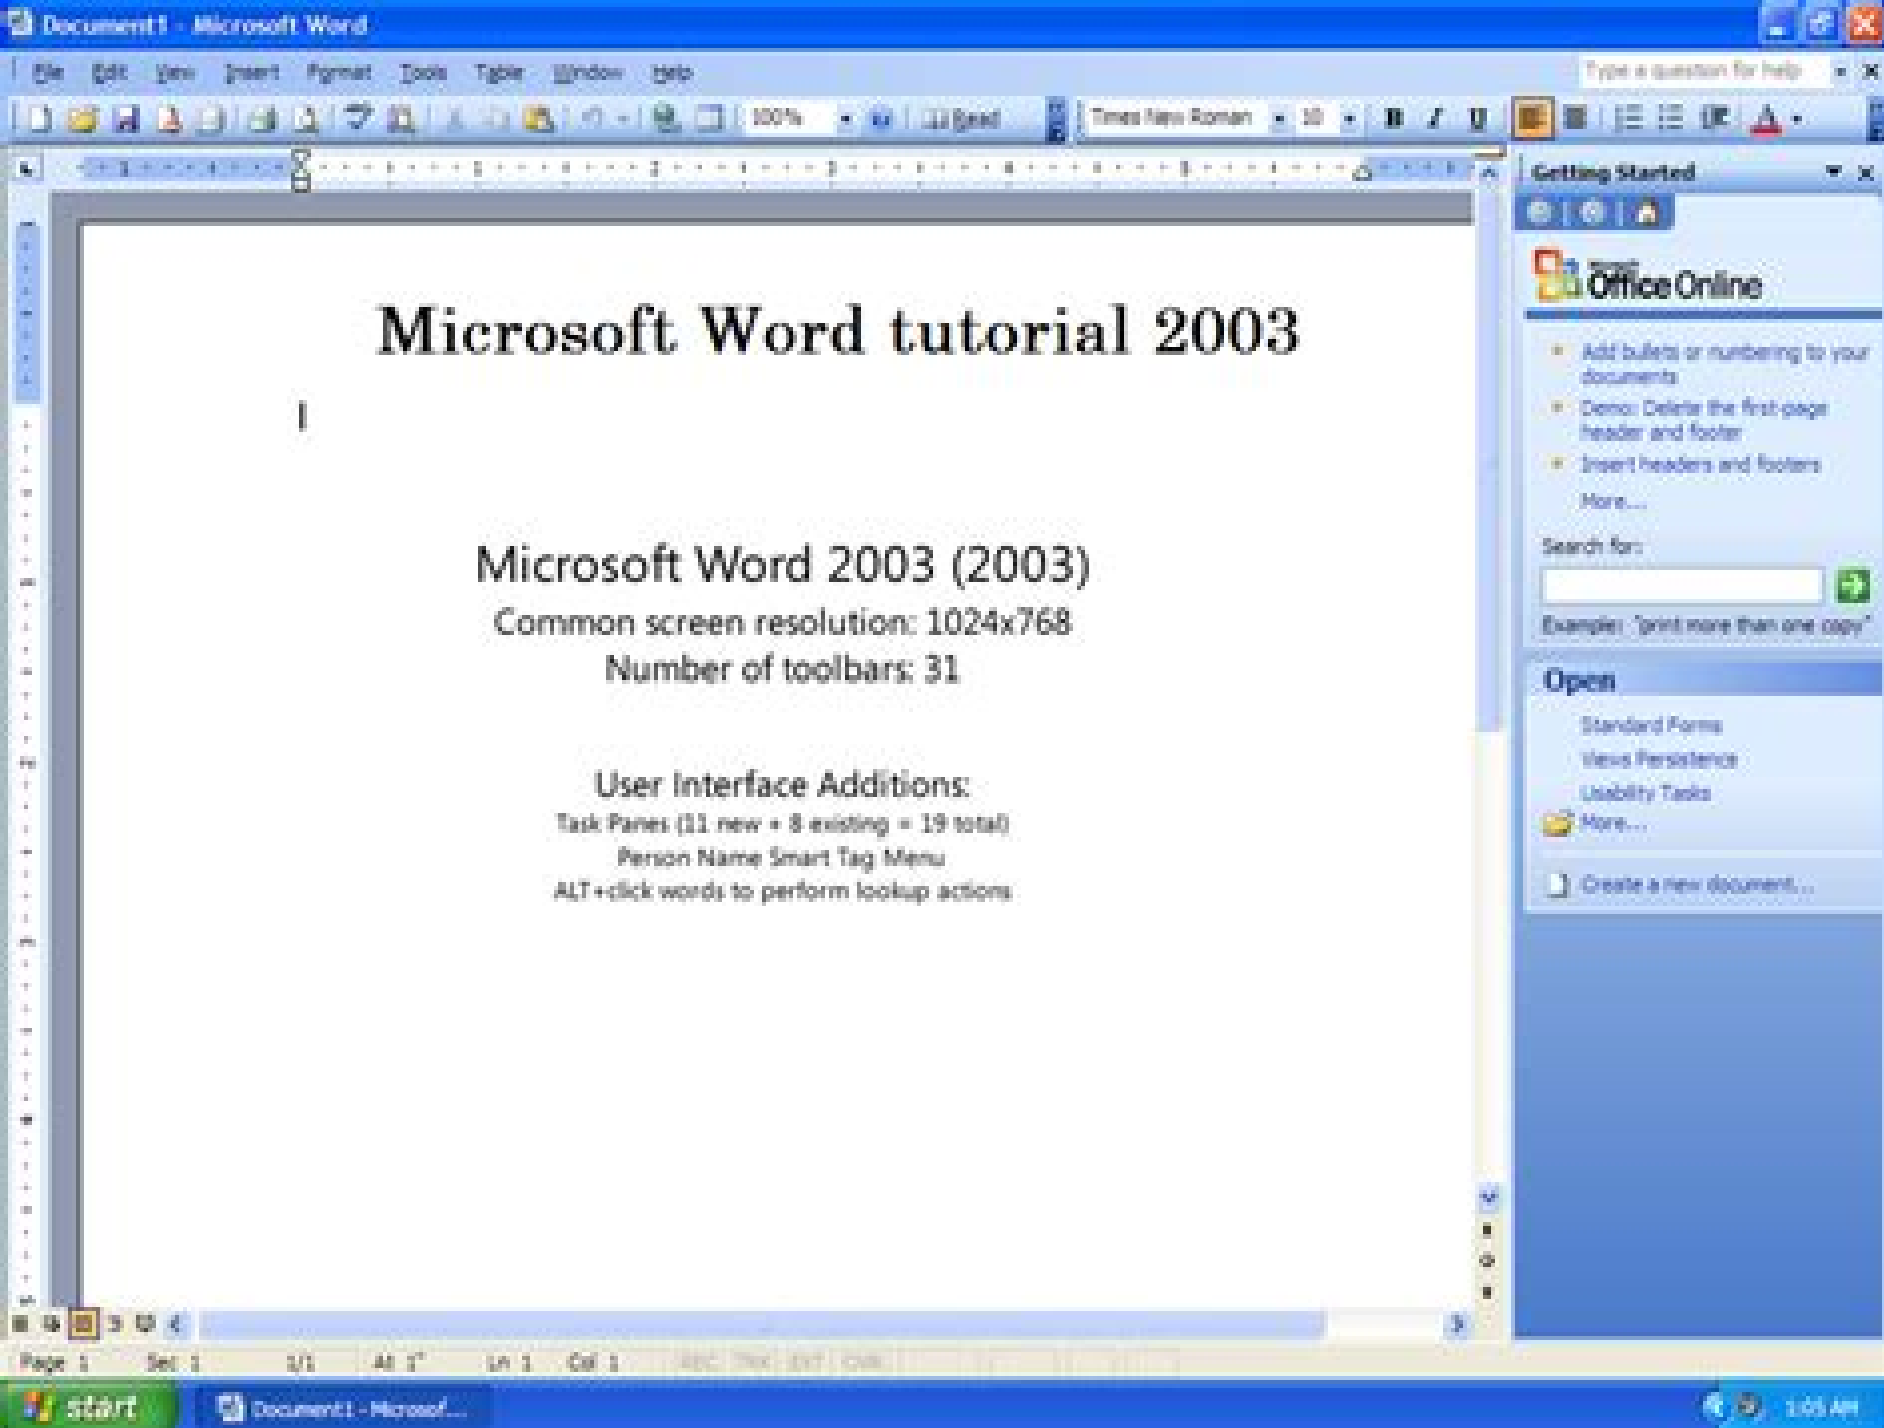 Document1 - Microsoft Word
File Edit View Insert Format Tools Table Window Help
Type a question for help
100%
Read
Times New Roman
10
B I U
Getting Started
Microsoft
Office Online
Microsoft Word tutorial 2003
Add bullets or numbering to your
documents
Demo: Delete the first-page
header and footer
Insert headers and footers
More...
Search for:
Example: "print more than one copy"
Microsoft Word 2003 (2003)
Common screen resolution: 1024x768
Number of toolbars: 31
User Interface Additions:
Task Panes (11 new + 8 existing = 19 total)
Person Name Smart Tag Menu
ALT+click words to perform lookup actions
Open
Standard Forms
Views Persistence
Usability Tasks
More...
Create a new document...
Page 1 Sec 1 1/1 At 1" Ln 1 Col 1 REC TRK EXT OVR
start
Document1 - Microsof...
1:05 AM